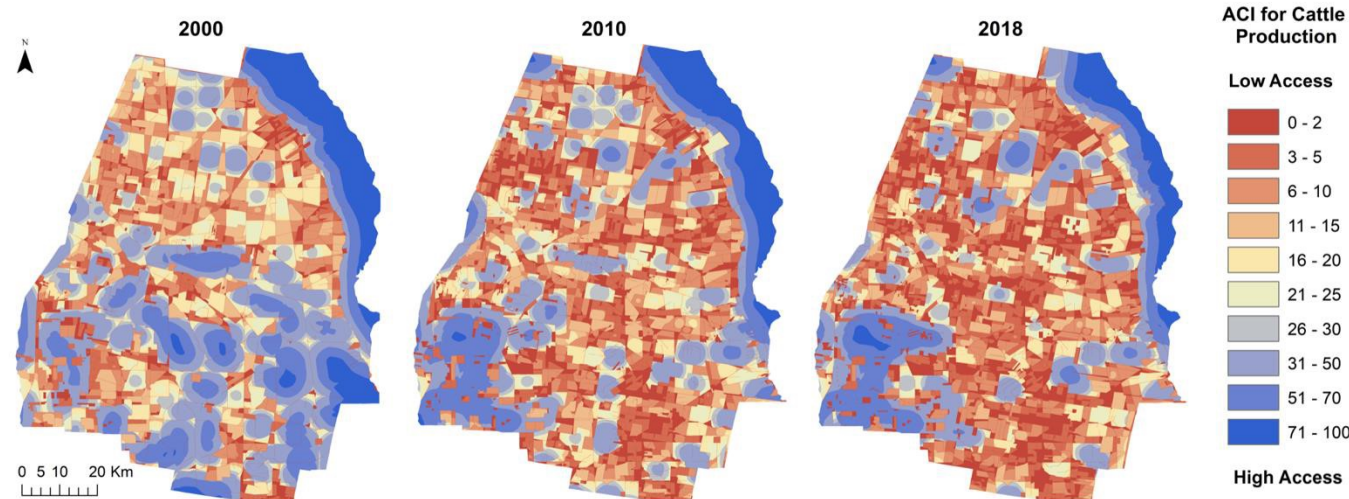 2000
2010
2018
N
ACI for Cattle
Production
Low Access
0 - 2
3 - 5
6 - 10
11 - 15
16 - 20
21 - 25
26 - 30
31 - 50
51 - 70
71 - 100
High Access
0 5 10 20 Km